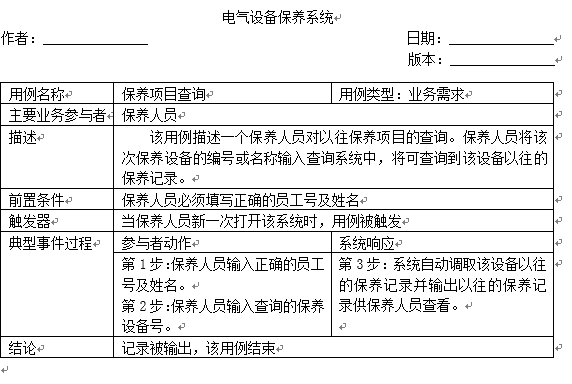 电气设备保养系统
作者：
日期：
版本：
用例名称 保养项目查询 用例类型：业务需求
主要业务参与者 保养人员
描述 该用例描述一个保养人员对以往保养项目的查询。保养人员将该
次保养设备的编号或名称输入查询系统中，将可查询到该设备以往的
保养记录。
前置条件 保养人员必须填写正确的员工号及姓名
触发器 当保养人员新一次打开该系统时，用例被触发
典型事件过程 参与者动作 系统响应
第1步:保养人员输入正确的员工
号及姓名。
第2步:保养人员输入查询的保养
设备号。
第3步：系统自动调取该设备以往
的保养记录并输出以往的保养记
录供保养人员查看。
结论 记录被输出，该用例结束